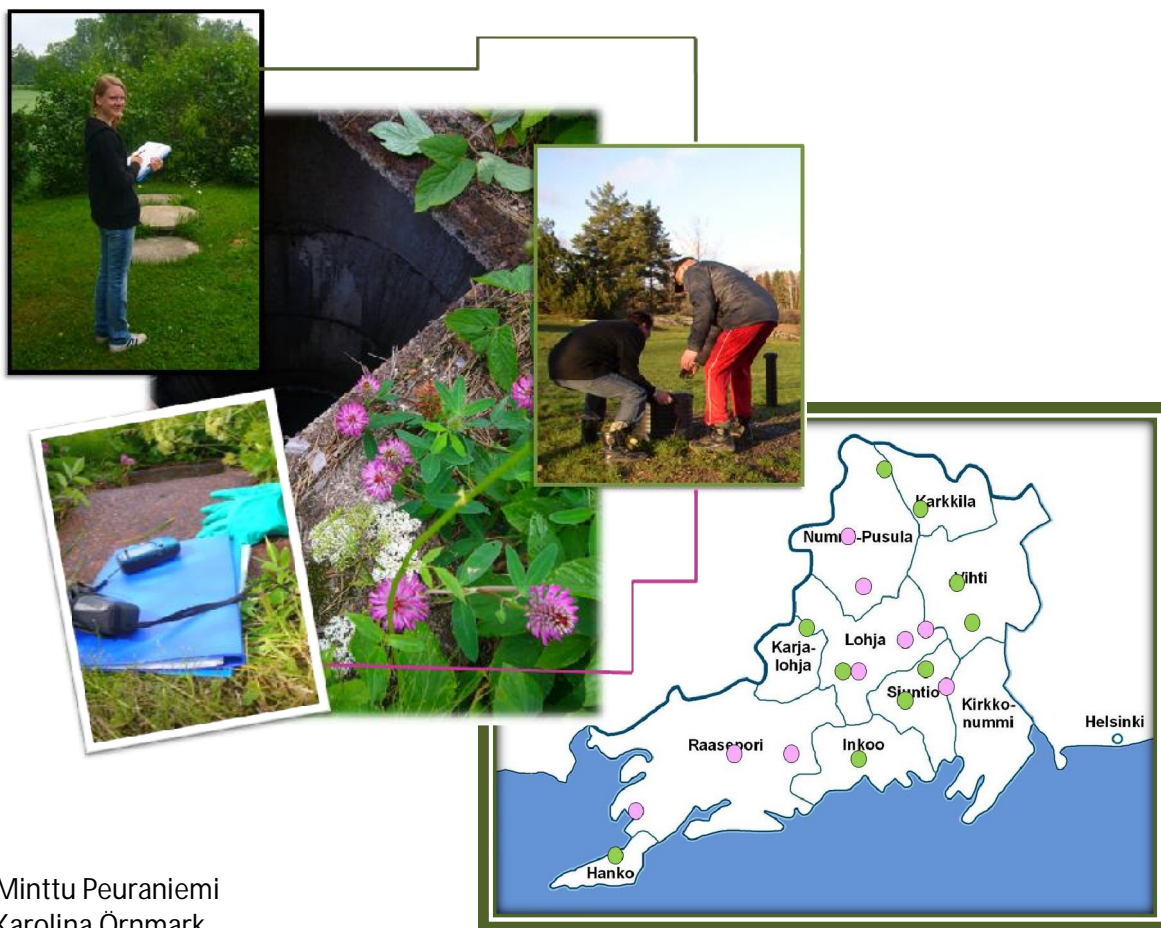 Karkkila
Nummi-Pusula
Vihti
Karja-
lohja
Lohja
Siuntio
Kirkko-
nummi
Helsinki
Raasepori
Inkoo
Hanko
Minttu Peuraniemi
Karolina Örnmark